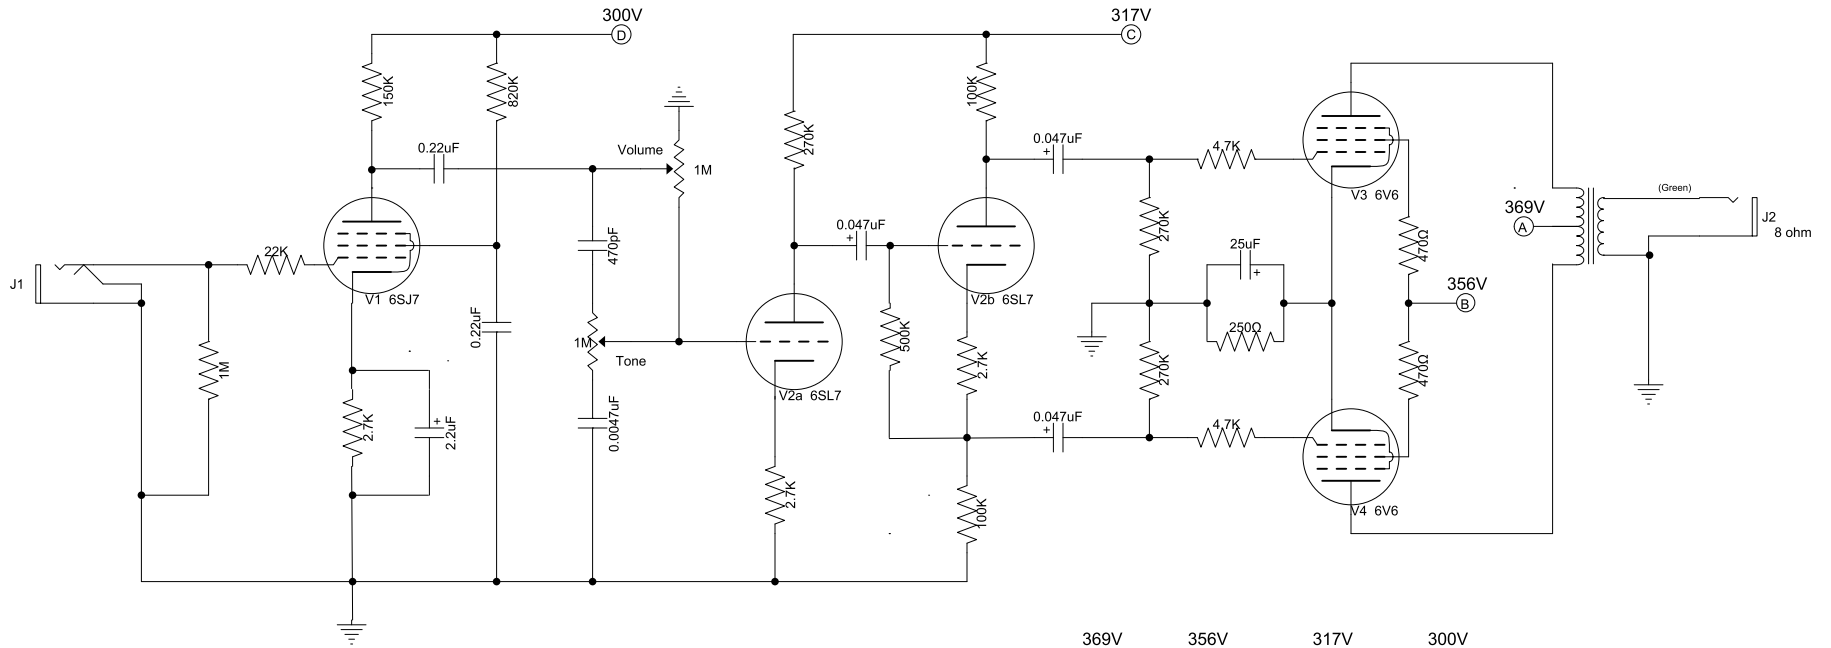 300V
D
317V
C
150K
820K
100K
270K
0.22uF
Volume
1M
0.047uF
4.7K
V3 6V6
369V
A
(Green)
J2
8 ohm
22K
470pF
0.047uF
270K
25uF
470Ω
J1
V1 6SJ7
V2b 6SL7
356V
B
0.22uF
1M
Tone
500K
2.7K
250Ω
270K
470Ω
1M
V2a 6SL7
2.7K
2.2uF
0.0047uF
0.047uF
4.7K
2.7K
100K
V4 6V6
369V 356V 317V 300V